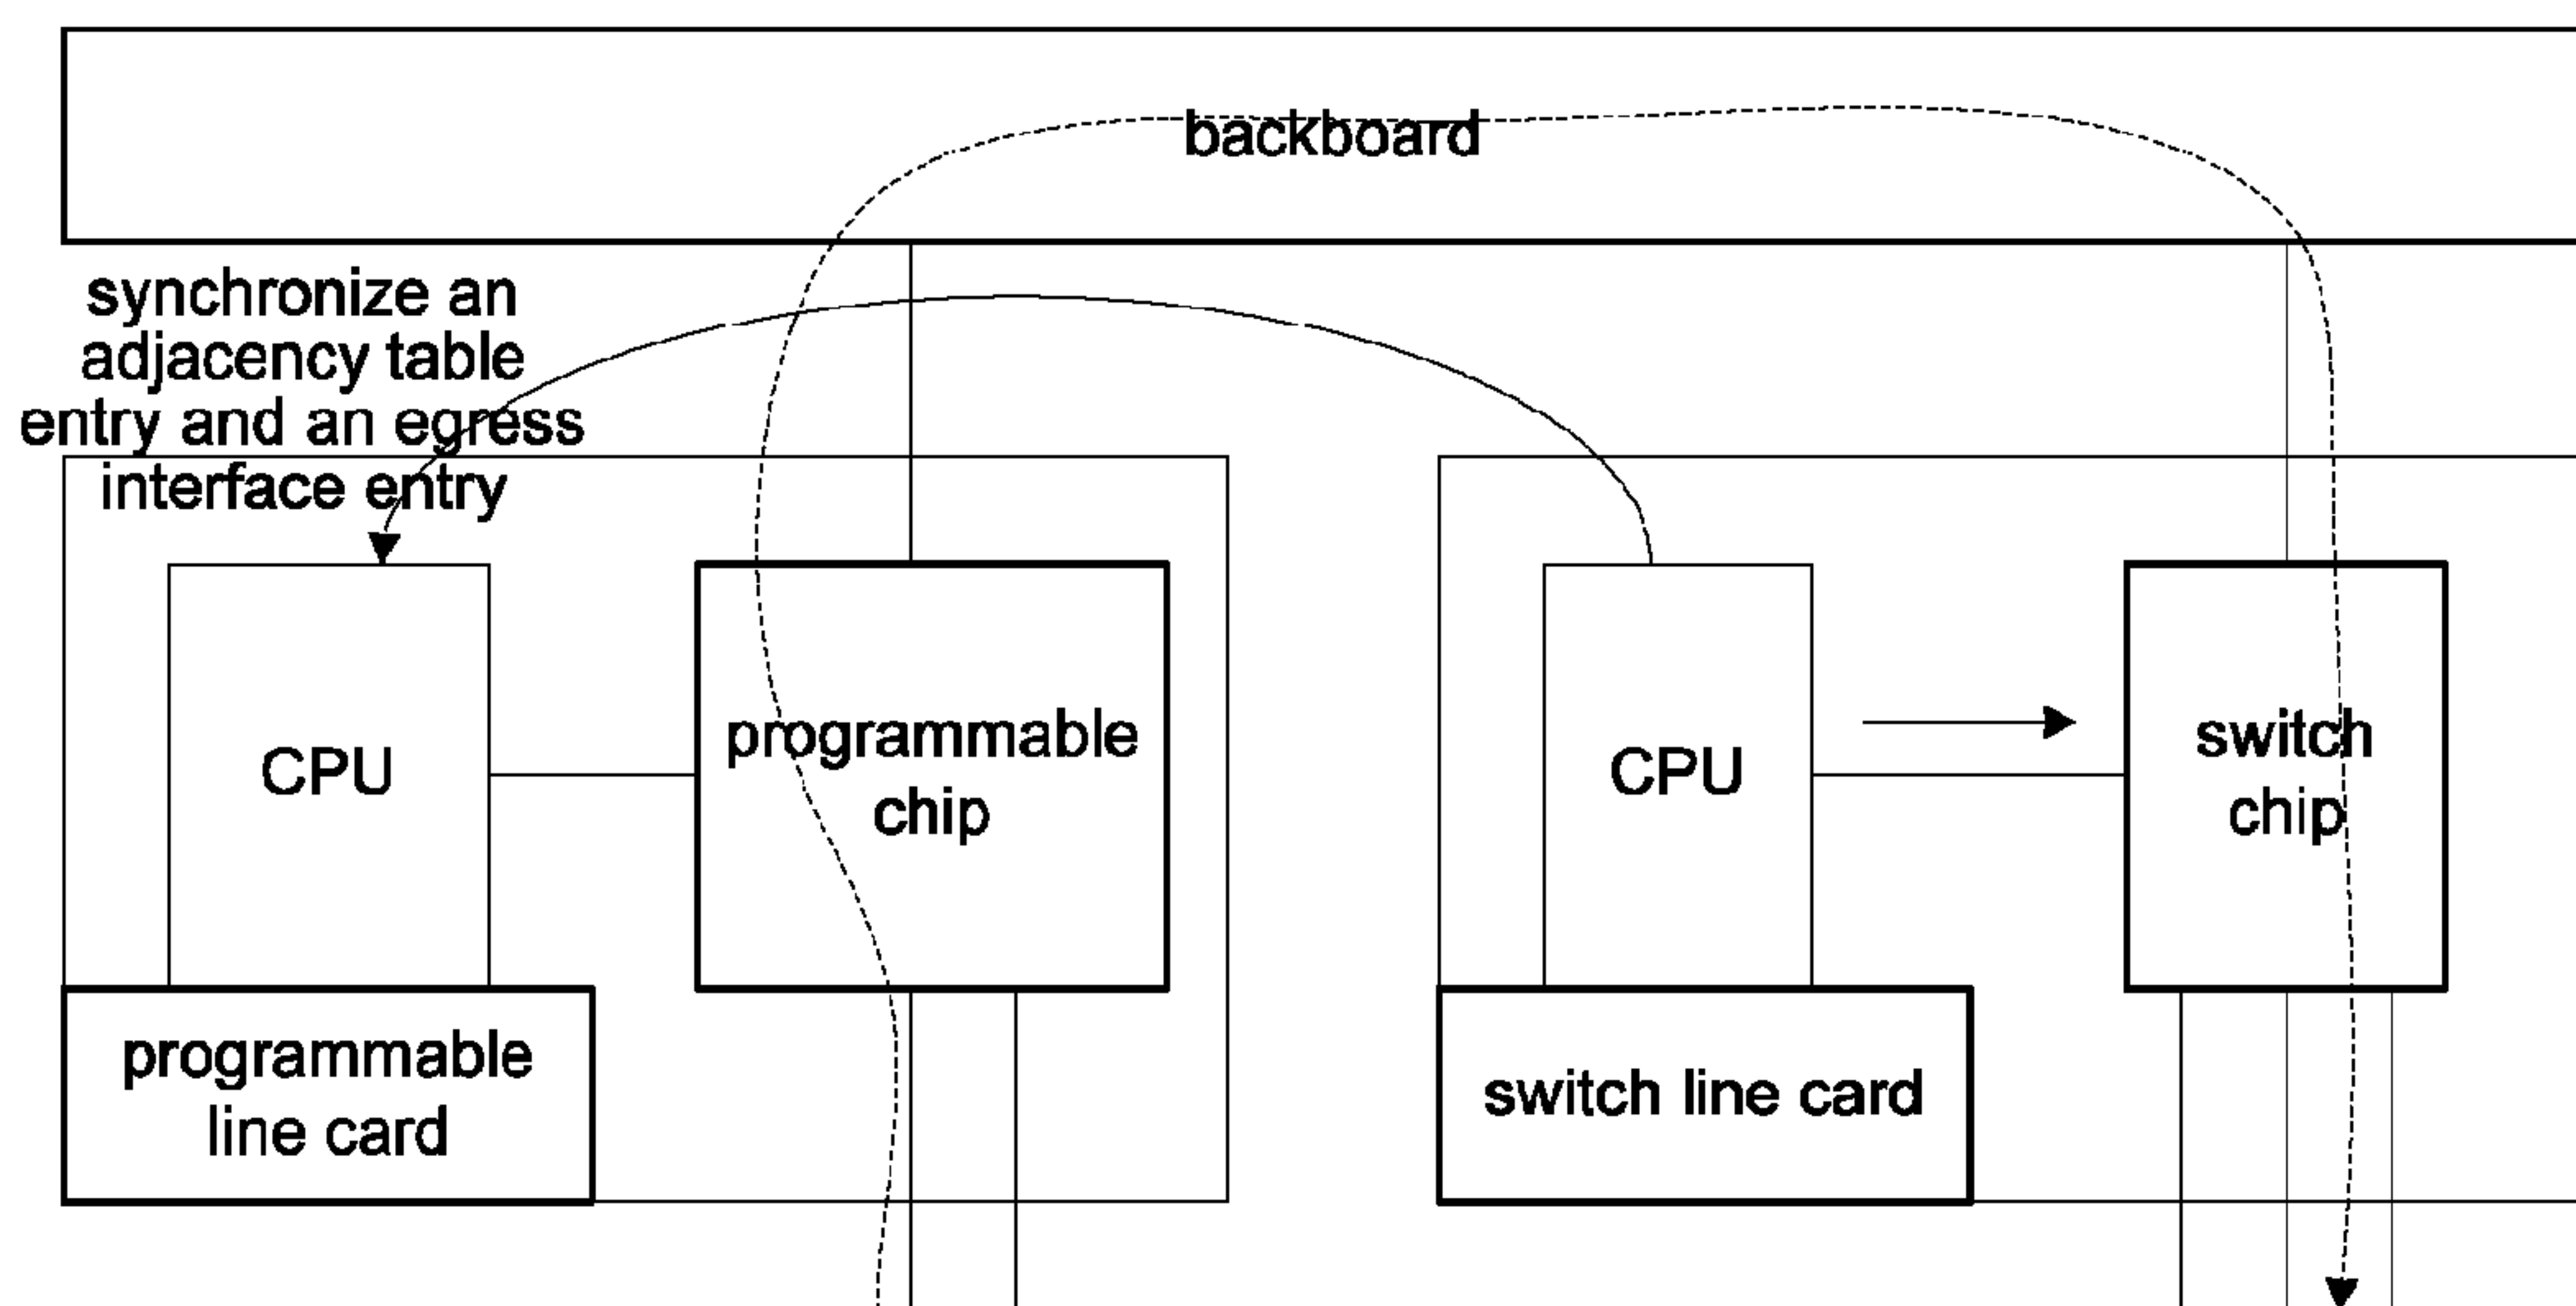 backboard
synchronize an
adjacency table
entry and an egress
interface entry
CPU
programmable
chip
CPU
switch
chip
programmable
line card
switch line card